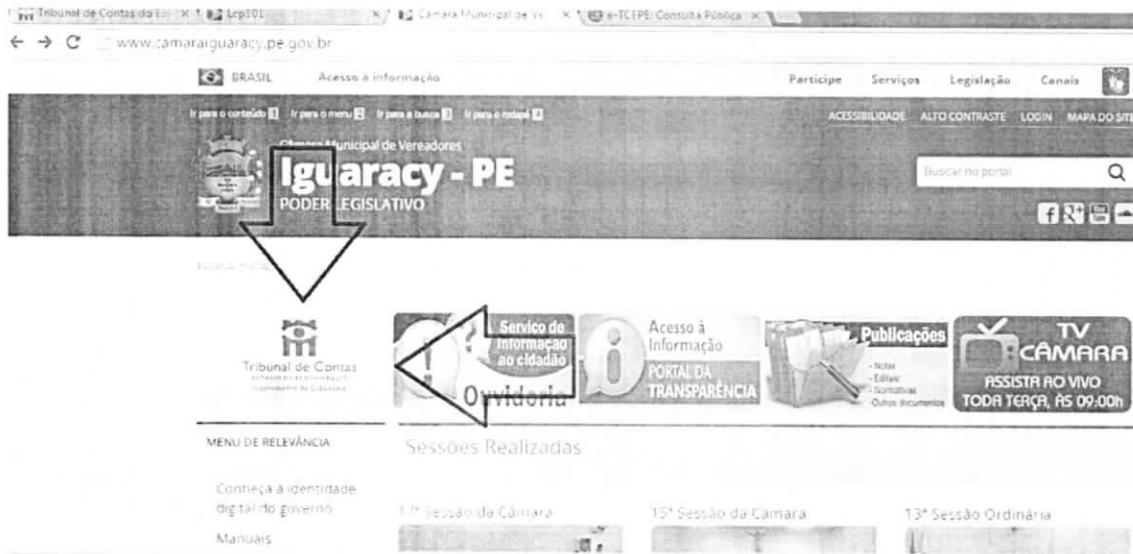 Tribunal de Contas do Es
Lcp101
Camara Municipal de Ve
e-TCEPE: Consulta Pública
www.camaraiguaracy.pe.gov.br
BRASIL Acesso à informação Participe Serviços Legislação Canais
Ir para o conteúdo 1 Ir para o menu 2 Ir para a busca 3 Ir para o rodapé 4 ACESSIBILIDADE ALTO CONTRASTE LOGIN MAPA DO SITE
Câmara Municipal de Vereadores
Iguaracy - PE
PODER LEGISLATIVO
Buscar no portal
Tribunal de Contas
Serviço de
informação
ao cidadão
Ouvidoria
Acesso à
Informação
PORTAL DA
TRANSPARÊNCIA
Publicações
- Notas
- Editais
- Normativas
-Outros documentos
TV
CÂMARA
ASSISTA AO VIVO
TODA TERÇA, ÀS 09:00h
MENU DE RELEVÂNCIA
Conheça a identidade
digital do governo
Manuais
Sessões Realizadas
Sessão da Câmara
15ª Sessão da Câmara
13ª Sessão Ordinária